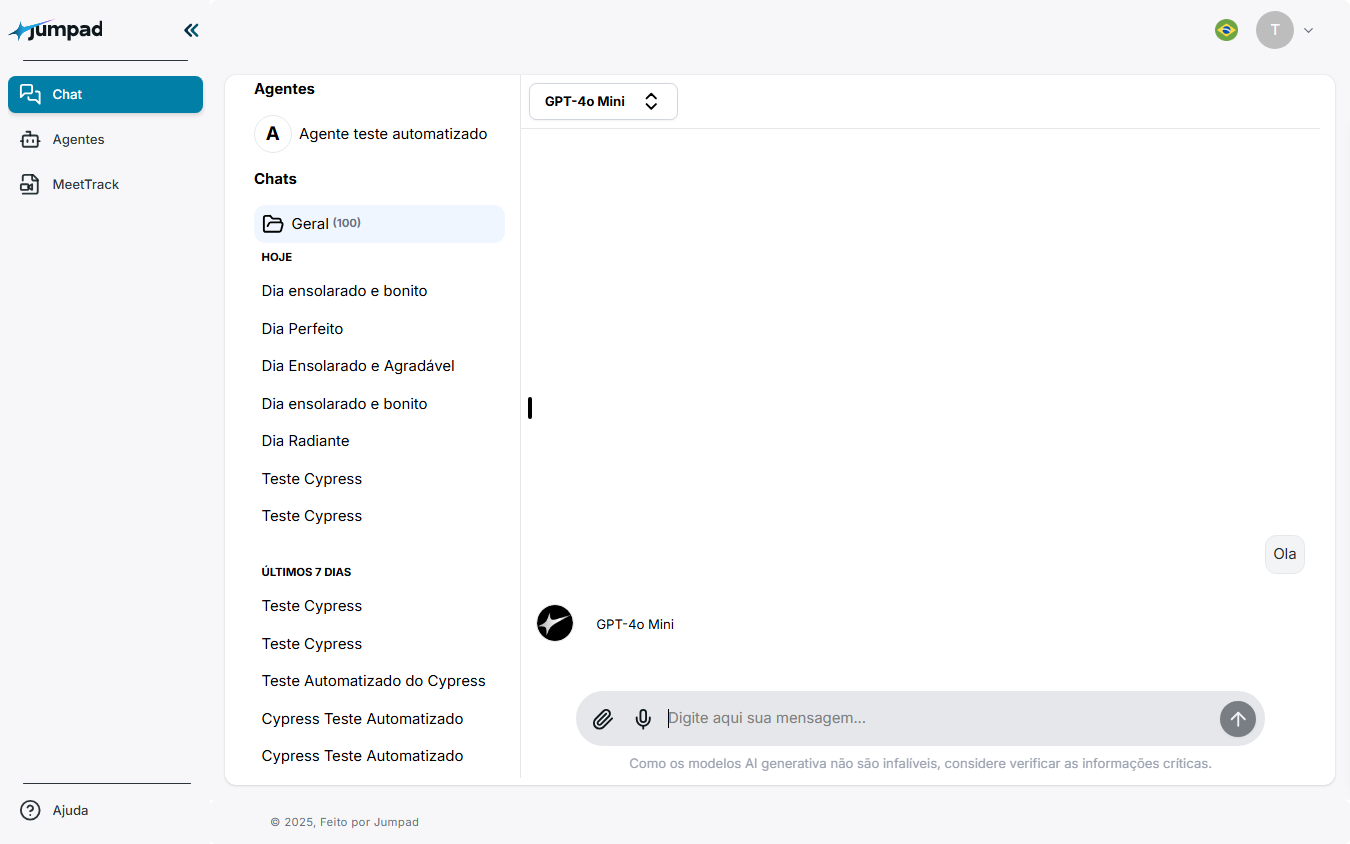 jumpad
T
Chat
Agentes
MeetTrack
Agentes
A Agente teste automatizado
Chats
Geral (100)
HOJE
Dia ensolarado e bonito
Dia Perfeito
Dia Ensolarado e Agradável
Dia ensolarado e bonito
Dia Radiante
Teste Cypress
Teste Cypress
ÚLTIMOS 7 DIAS
Teste Cypress
Teste Cypress
Teste Automatizado do Cypress
Cypress Teste Automatizado
Cypress Teste Automatizado
GPT-4o Mini
Ola
GPT-4o Mini
Digite aqui sua mensagem...
Como os modelos AI generativa não são infalíveis, considere verificar as informações críticas.
Ajuda
© 2025, Feito por Jumpad